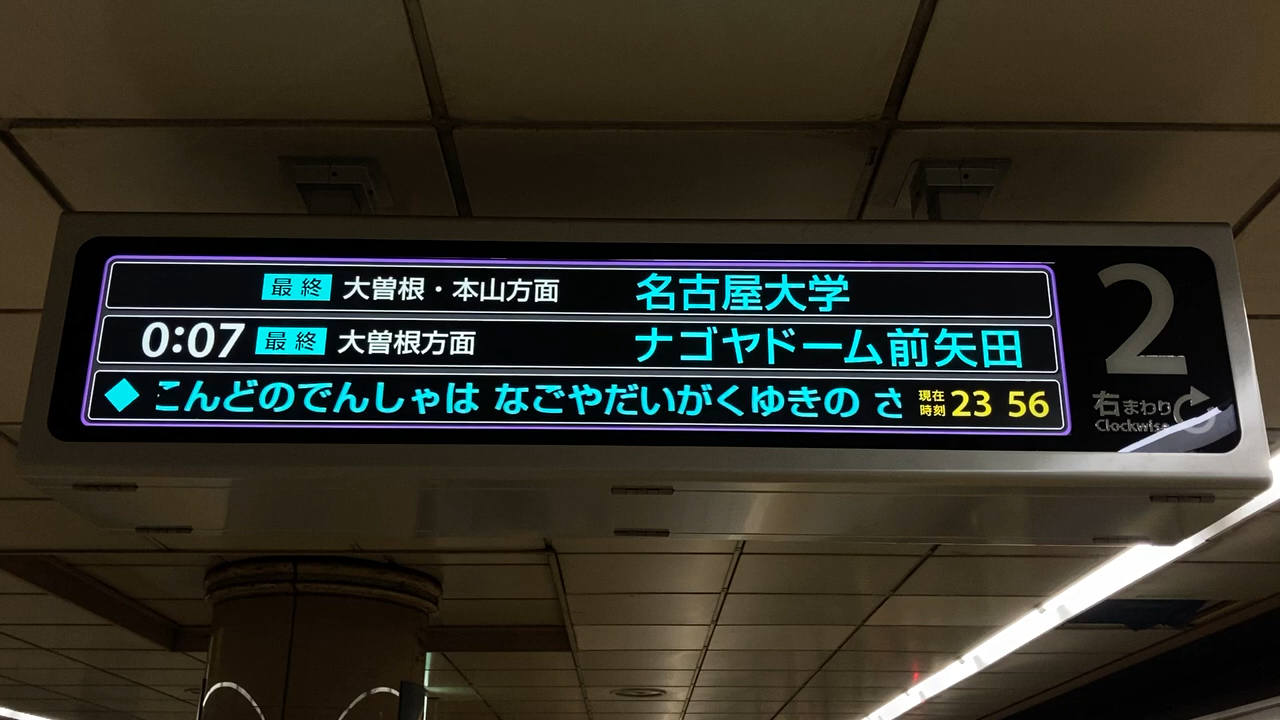 最終 大曽根・本山方面 名古屋大学
0:07 最終 大曽根方面 ナゴヤドーム前矢田
◆こんどのでんしゃは なごやだいがくゆきの さ 現在時刻 23 56
2
右まわり
Clockwise